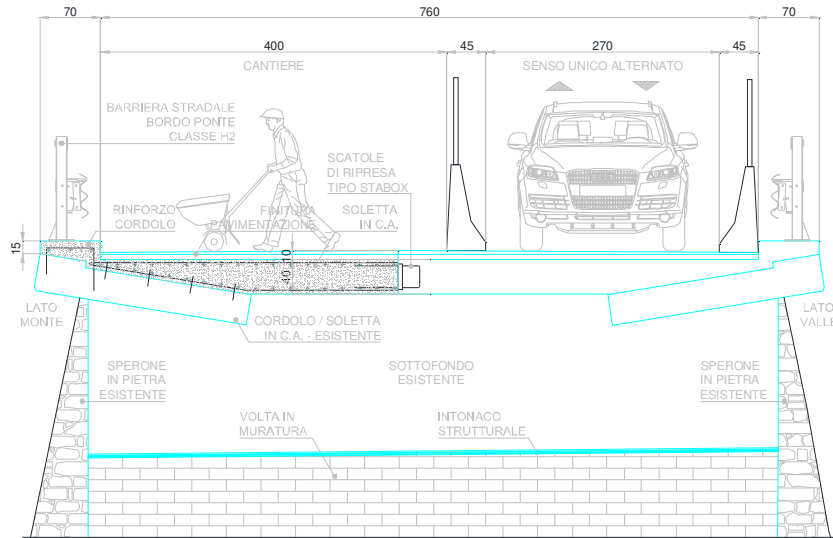 70
760
70
400
45
270
45
CANTIERE
SENSO UNICO ALTERNATO
BARRIERA STRADALE
BORDO PONTE
CLASSE H2
SCATOLE
DI RIPRESA
TIPO STABOX
RINFORZO
CORDOLO
FINITURA
PAVIMENTAZIONE
SOLETTA
IN C.A.
15
10
40
LATO
MONTE
LATO
VALLE
CORDOLO / SOLETTA
IN C.A. - ESISTENTE
SPERONE
IN PIETRA
ESISTENTE
SOTTOFONDO
ESISTENTE
SPERONE
IN PIETRA
ESISTENTE
VOLTA IN
MURATURA
INTONACO
STRUTTURALE